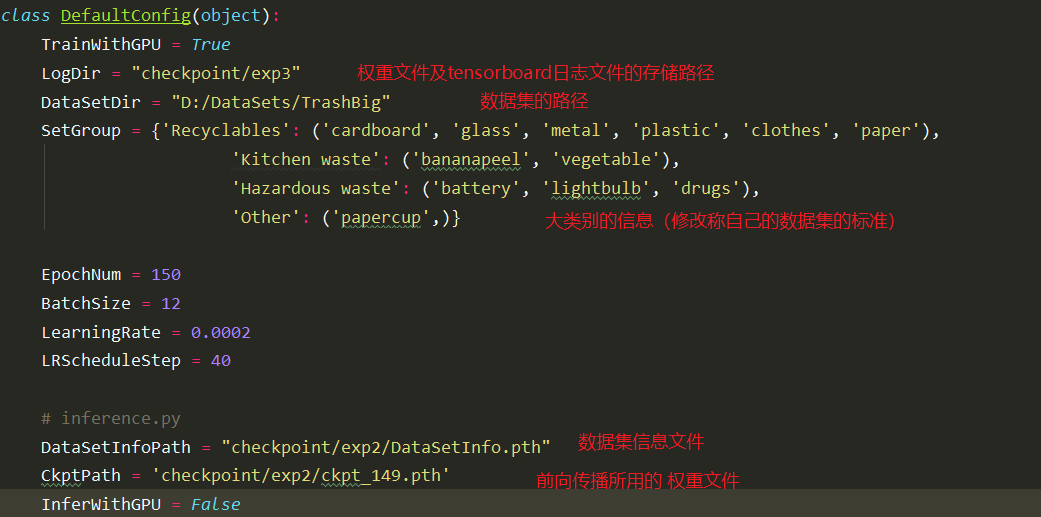 class DefaultConfig(object):
TrainWithGPU = True
LogDir = "checkpoint/exp3" 权重文件及tensorboard日志文件的存储路径
DataSetDir = "D:/DataSets/TrashBig" 数据集的路径
SetGroup = {'Recyclables': ('cardboard', 'glass', 'metal', 'plastic', 'clothes', 'paper'),
'Kitchen waste': ('bananapeel', 'vegetable'),
'Hazardous waste': ('battery', 'lightbulb', 'drugs'),
'Other': ('papercup',)} 大类别的信息（修改称自己的数据集的标准）
EpochNum = 150
BatchSize = 12
LearningRate = 0.0002
LRScheduleStep = 40
# inference.py
DataSetInfoPath = "checkpoint/exp2/DataSetInfo.pth" 数据集信息文件
CkptPath = 'checkpoint/exp2/ckpt_149.pth' 前向传播所用的 权重文件
InferWithGPU = False